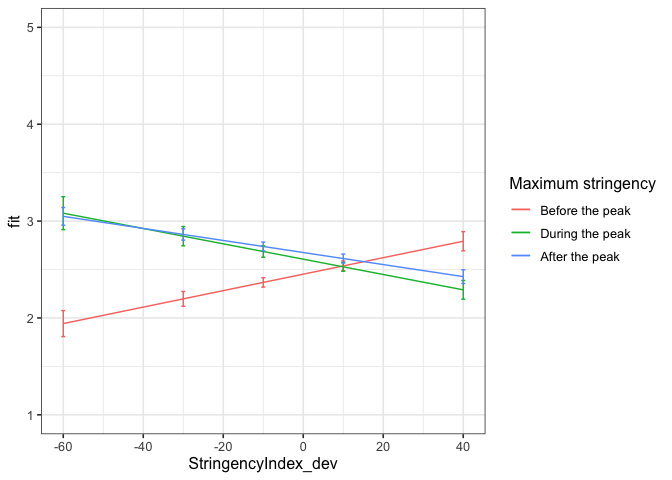 5
4
3
2
1
fit
-60
-40
-20
0
20
40
StringencyIndex_dev
Maximum stringency
Before the peak
During the peak
After the peak